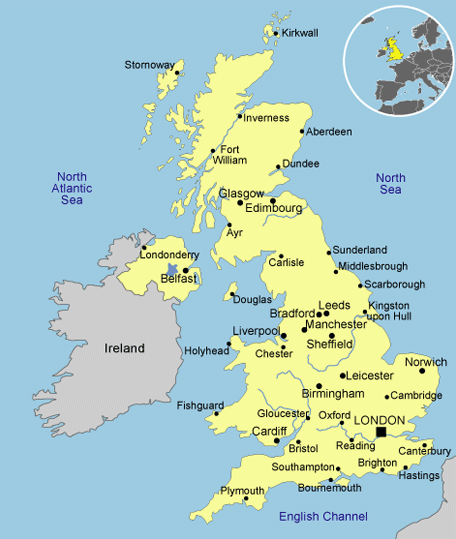 Kirkwall
Stornoway
Inverness
Aberdeen
Fort
William
Dundee
North
Atlantic
Sea
North
Sea
Glasgow
Edimbourg
Ayr
Londonderry
Belfast
Carlisle
Sunderland
Middlesbrough
Scarborough
Douglas
Kingston
upon Hull
Leeds
Bradford
Manchester
Liverpool
Sheffield
Holyhead
Chester
Ireland
Norwich
Leicester
Birmingham
Cambridge
Fishguard
Gloucester
Oxford
LONDON
Cardiff
Bristol
Reading
Canterbury
Southampton
Brighton
Hastings
Plymouth
Bournemouth
English Channel